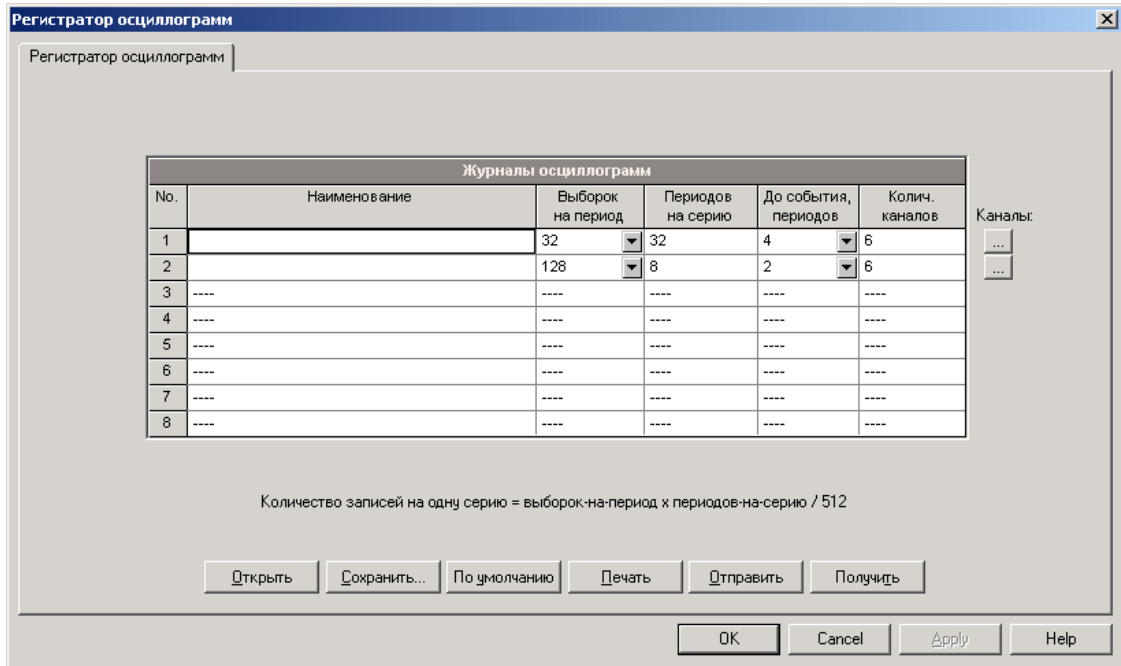 Регистратор осциллограмм
Регистратор осциллограмм
Журналы осциллограмм
No. Наименование Выборок на период Периодов на серию До события, периодов Колич. каналов Каналы:
1 32 32 4 6 ...
2 128 8 2 6 ...
3 ---- ---- ---- ---- ----
4 ---- ---- ---- ---- ----
5 ---- ---- ---- ---- ----
6 ---- ---- ---- ---- ----
7 ---- ---- ---- ---- ----
8 ---- ---- ---- ---- ----
Количество записей на одну серию = выборок-на-период x периодов-на-серию / 512
Открыть Сохранить... По умолчанию Печать Отправить Получить
OK Cancel Apply Help